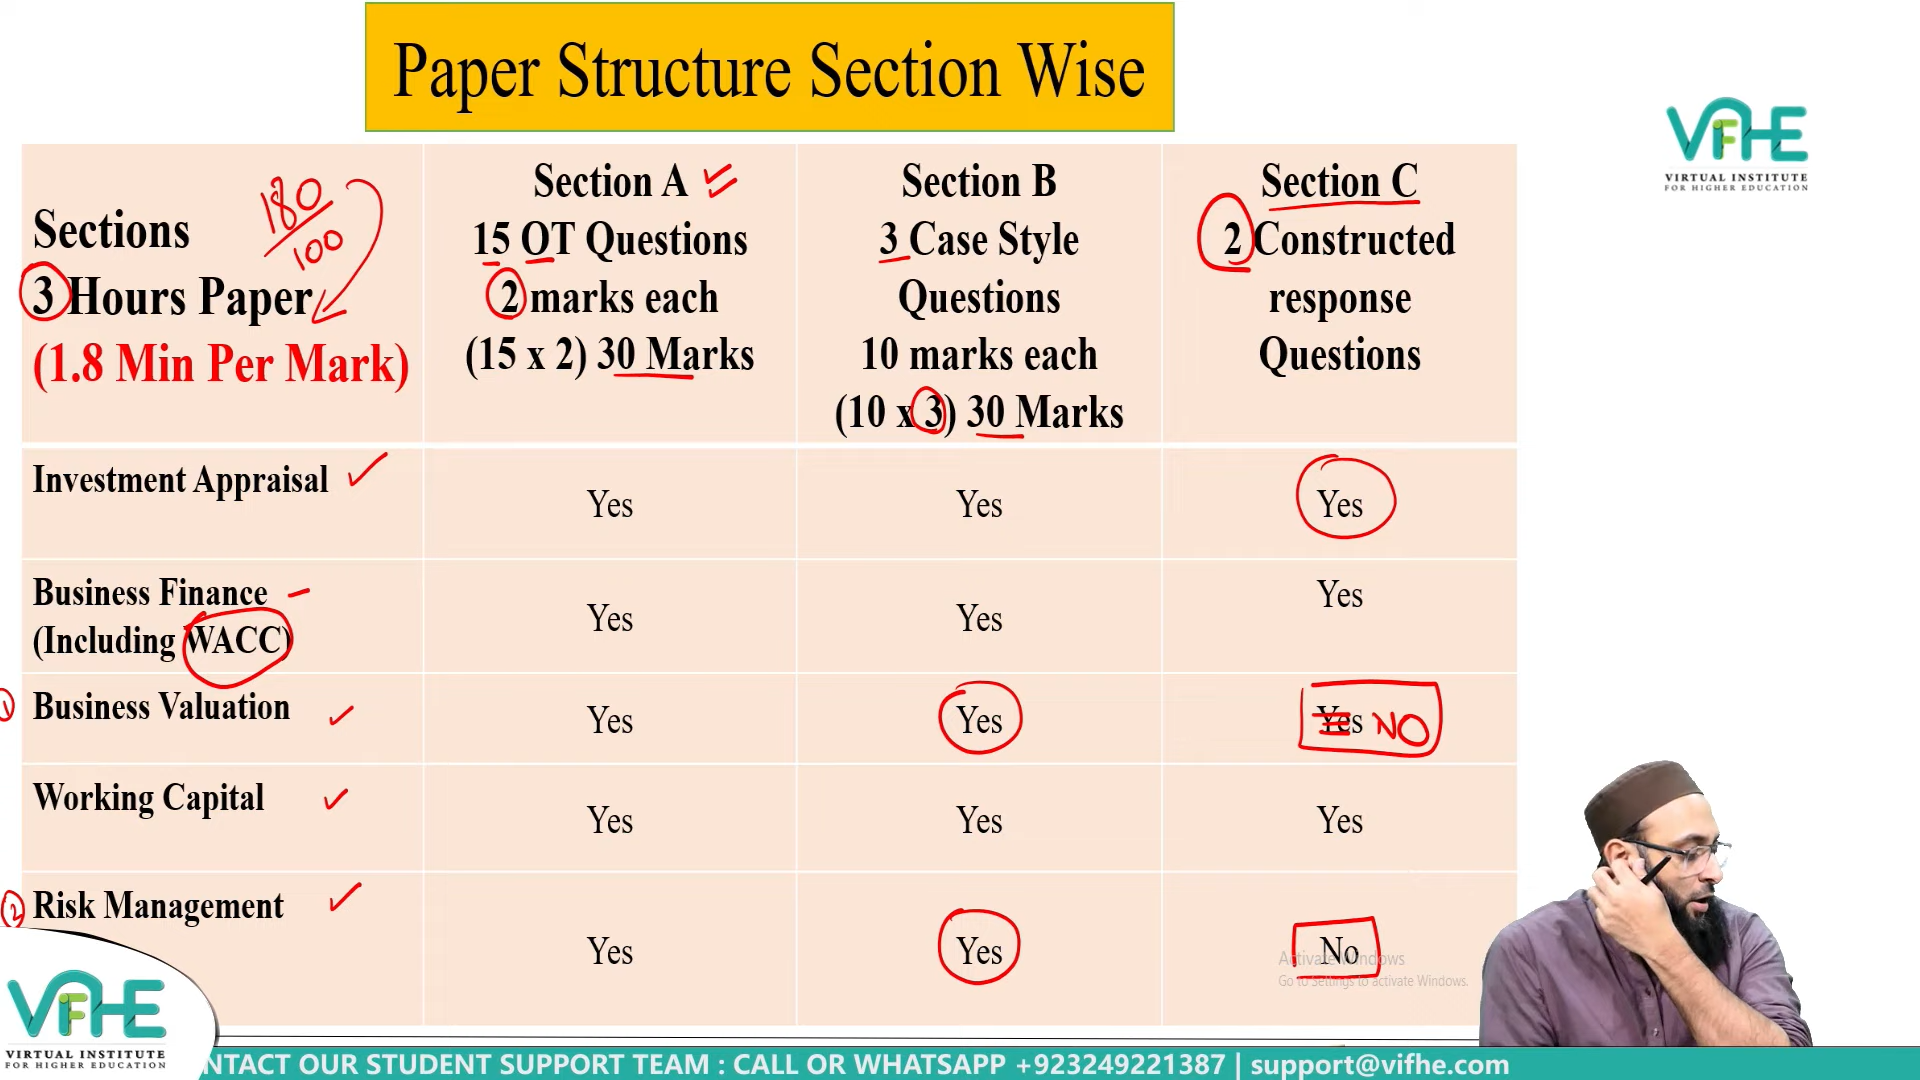 Paper Structure Section Wise
VIFHE
VIRTUAL INSTITUTE
FOR HIGHER EDUCATION
Sections
180
100
3 Hours Paper
(1.8 Min Per Mark)
Section A
15 OT Questions
2 marks each
(15 x 2) 30 Marks
Section B
3 Case Style
Questions
10 marks each
(10 x 3) 30 Marks
Section C
2 Constructed
response
Questions
Investment Appraisal
Yes
Yes
Yes
Business Finance
(Including WACC)
Yes
Yes
Yes
1
Business Valuation
Yes
Yes
Yes NO
Working Capital
Yes
Yes
Yes
2
Risk Management
Yes
Yes
No
Activate Windows
Go to Settings to activate Windows.
VIFHE
VIRTUAL INSTITUTE
FOR HIGHER EDUCATION
NTACT OUR STUDENT SUPPORT TEAM : CALL OR WHATSAPP +923249221387 | support@vifhe.com